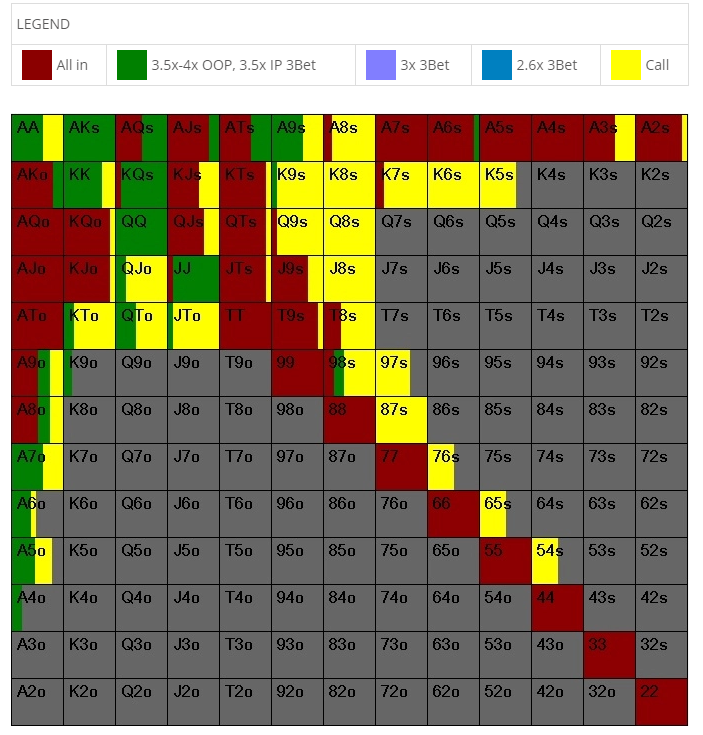 LEGEND
All in 3.5x-4x OOP, 3.5x IP 3Bet 3x 3Bet 2.6x 3Bet Call
AA AKs AQs AJs ATs A9s A8s A7s A6s A5s A4s A3s A2s
AKo KK KQs KJs KTs K9s K8s K7s K6s K5s K4s K3s K2s
AQo KQo QQ QJs QTs Q9s Q8s Q7s Q6s Q5s Q4s Q3s Q2s
AJo KJo QJo JJ JTs J9s J8s J7s J6s J5s J4s J3s J2s
ATo KTo QTo JTo TT T9s T8s T7s T6s T5s T4s T3s T2s
A9o K9o Q9o J9o T9o 99 98s 97s 96s 95s 94s 93s 92s
A8o K8o Q8o J8o T8o 98o 88 87s 86s 85s 84s 83s 82s
A7o K7o Q7o J7o T7o 97o 87o 77 76s 75s 74s 73s 72s
A6o K6o Q6o J6o T6o 96o 86o 76o 66 65s 64s 63s 62s
A5o K5o Q5o J5o T5o 95o 85o 75o 65o 55 54s 53s 52s
A4o K4o Q4o J4o T4o 94o 84o 74o 64o 54o 44 43s 42s
A3o K3o Q3o J3o T3o 93o 83o 73o 63o 53o 43o 33 32s
A2o K2o Q2o J2o T2o 92o 82o 72o 62o 52o 42o 32o 22